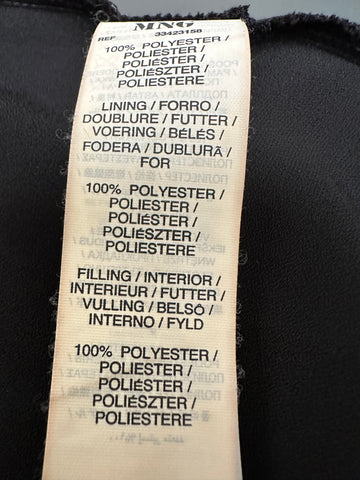 MNG
REF 33423158
100% POLYESTER /
POLIESTER /
POLIÉSTER /
POLIÉSZTER /
POLIESTERE
LINING / FORRO /
DOUBLURE / FUTTER /
VOERING / BÉLÉS /
FODERA / DUBLURĂ /
FOR
100% POLYESTER /
POLIESTER /
POLIÉSTER /
POLIÉSZTER /
POLIESTERE
FILLING / INTERIOR /
INTERIEUR / FUTTER /
VULLING / BELSŐ /
INTERNO / FYLD
100% POLYESTER /
POLIESTER /
POLIÉSTER /
POLIÉSZTER /
POLIESTERE